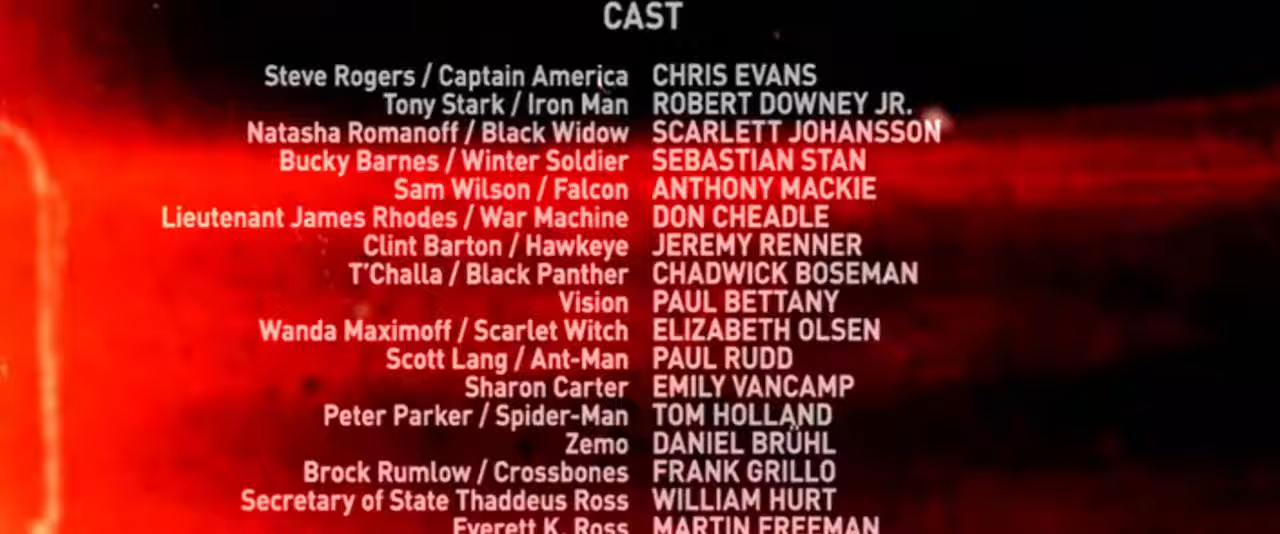 CAST
Steve Rogers / Captain America CHRIS EVANS
Tony Stark / Iron Man ROBERT DOWNEY JR.
Natasha Romanoff / Black Widow SCARLETT JOHANSSON
Bucky Barnes / Winter Soldier SEBASTIAN STAN
Sam Wilson / Falcon ANTHONY MACKIE
Lieutenant James Rhodes / War Machine DON CHEADLE
Clint Barton / Hawkeye JEREMY RENNER
T'Challa / Black Panther CHADWICK BOSEMAN
Vision PAUL BETTANY
Wanda Maximoff / Scarlet Witch ELIZABETH OLSEN
Scott Lang / Ant-Man PAUL RUDD
Sharon Carter EMILY VANCAMP
Peter Parker / Spider-Man TOM HOLLAND
Zemo DANIEL BRÜHL
Brock Rumlow / Crossbones FRANK GRILLO
Secretary of State Thaddeus Ross WILLIAM HURT
Everett K. Ross MARTIN FREEMAN